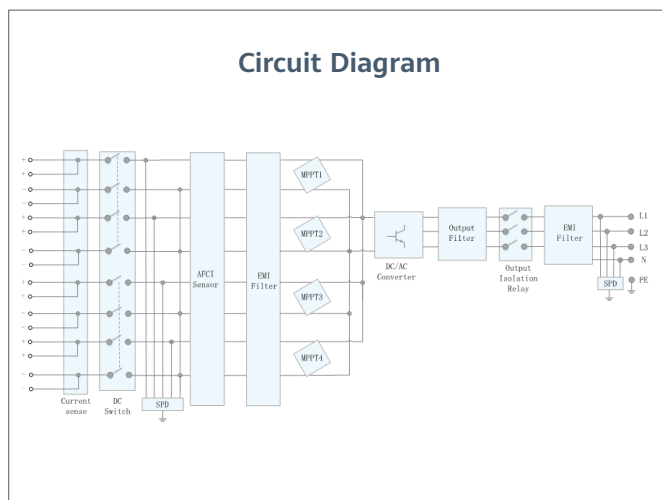 Circuit Diagram
+
+
-
-
+
+
-
-
+
+
-
-
+
+
-
-
Current
sense
DC
Switch
SPD
AFCI
Sensor
EMI
Filter
MPPT1
MPPT2
MPPT3
MPPT4
DC/AC
Converter
Output
Filter
Output
Isolation
Relay
EMI
Filter
SPD
L1
L2
L3
N
PE